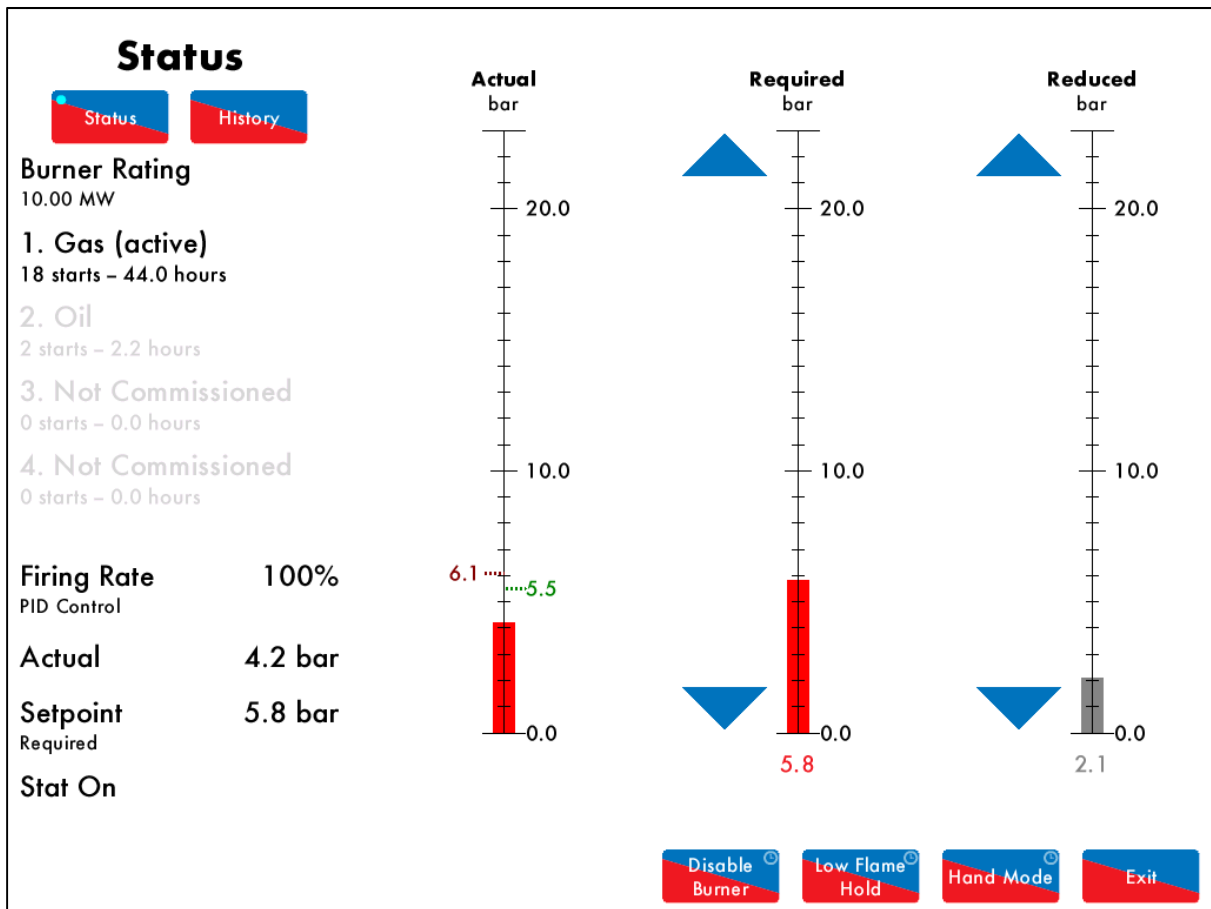 Status
Status
History
Burner Rating
10.00 MW
1. Gas (active)
18 starts – 44.0 hours
2. Oil
2 starts – 2.2 hours
3. Not Commissioned
0 starts – 0.0 hours
4. Not Commissioned
0 starts – 0.0 hours
Firing Rate 100%
PID Control
Actual 4.2 bar
Setpoint 5.8 bar
Required
Stat On
Actual
bar
20.0
10.0
6.1
5.5
0.0
Required
bar
20.0
10.0
0.0
5.8
Reduced
bar
20.0
10.0
0.0
2.1
Disable
Burner
Low Flame
Hold
Hand Mode
Exit